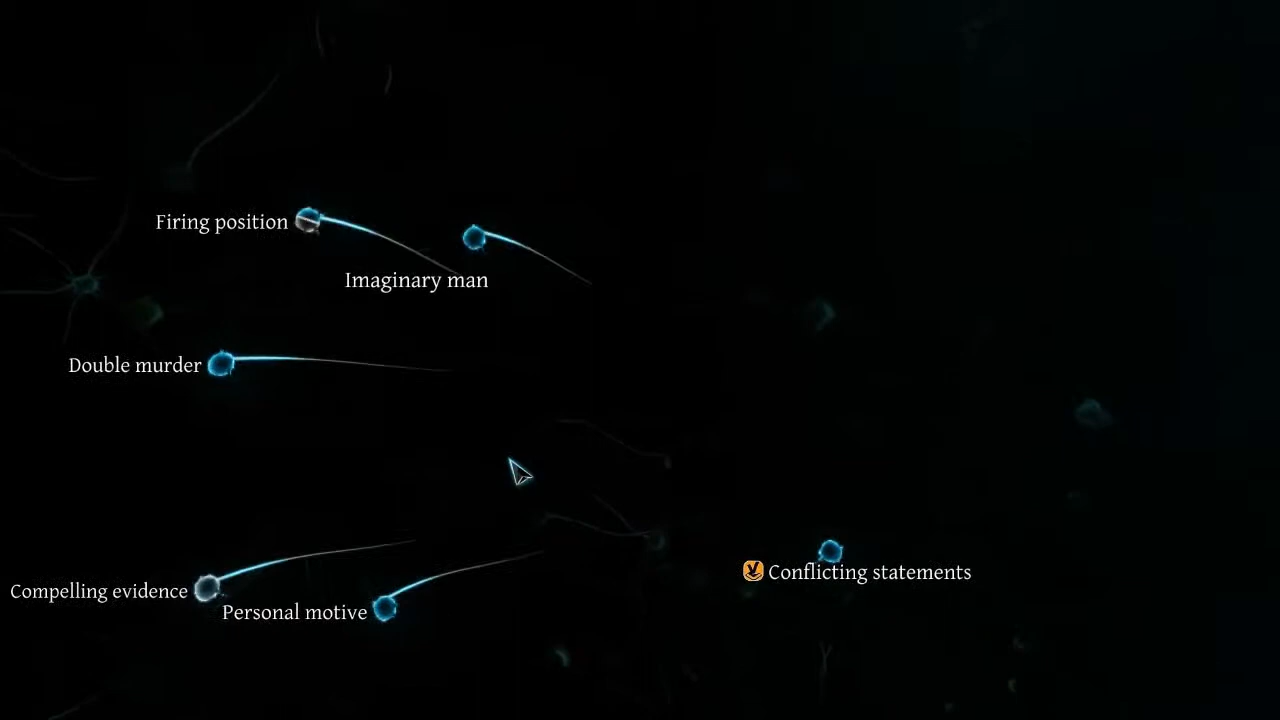 Firing position
Imaginary man
Double murder
Compelling evidence
Personal motive
Conflicting statements